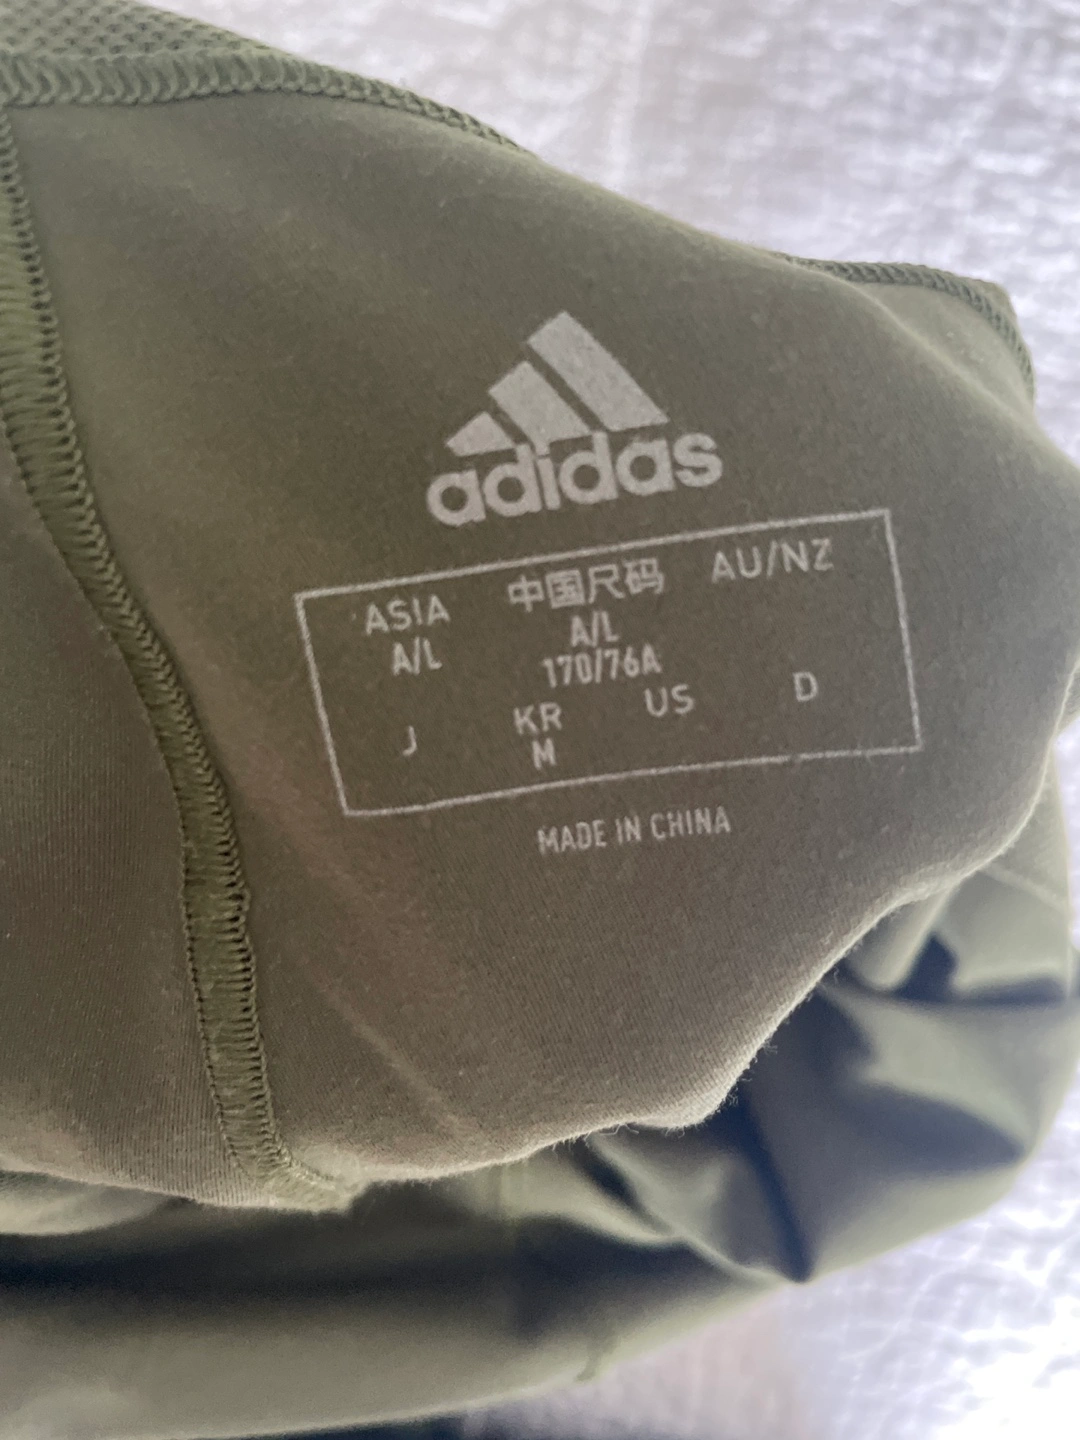 adidas
ASIA 中国尺码 AU/NZ
A/L A/L
170/76A
J KR US D
M
MADE IN CHINA